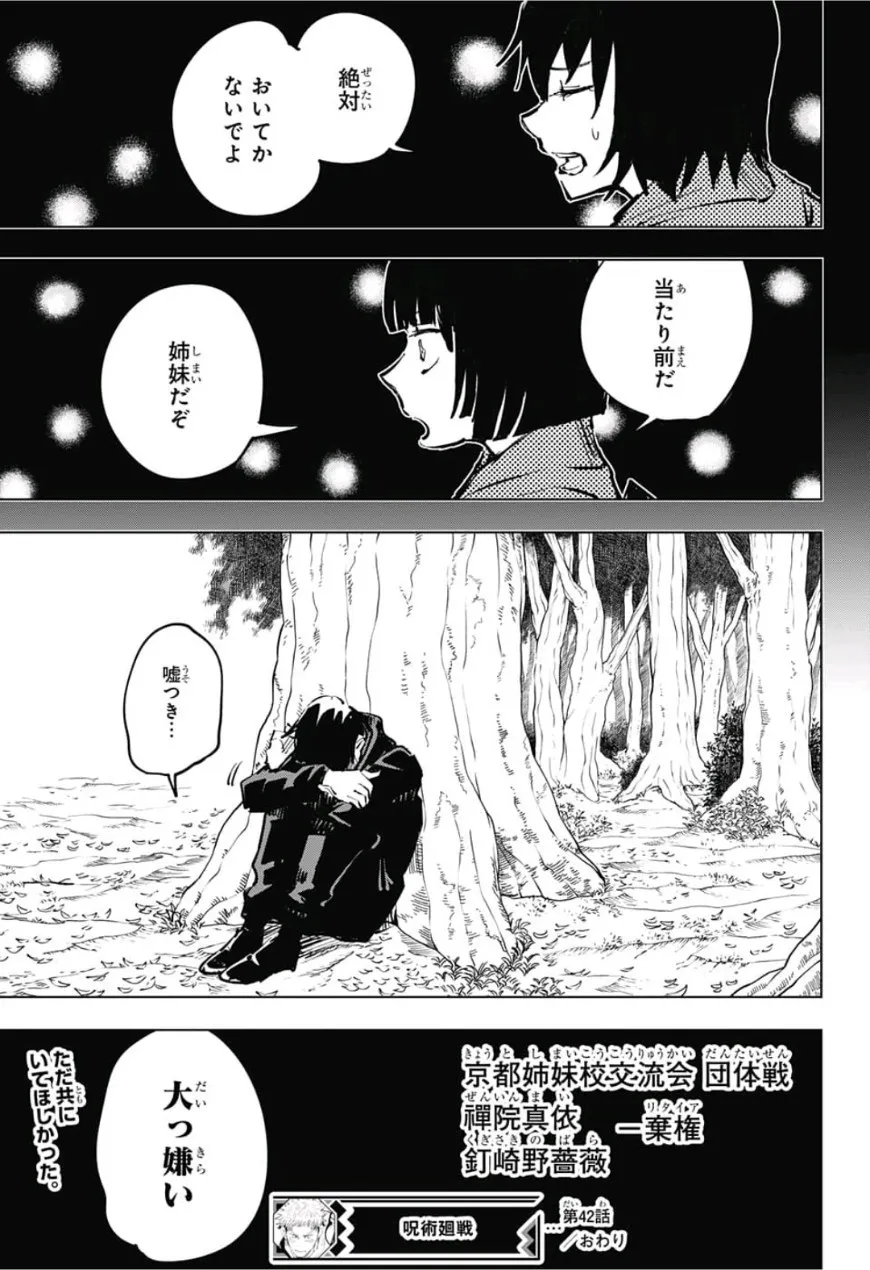 絶対
おいてか
ないでよ
当たり前だ
姉妹だぞ
嘘つき…
京都姉妹校交流会 団体戦
禪院真依
釘崎野薔薇
―棄権
大っ嫌い
ただ共に
いてほしかった。
呪術廻戦
…第42話
／おわり